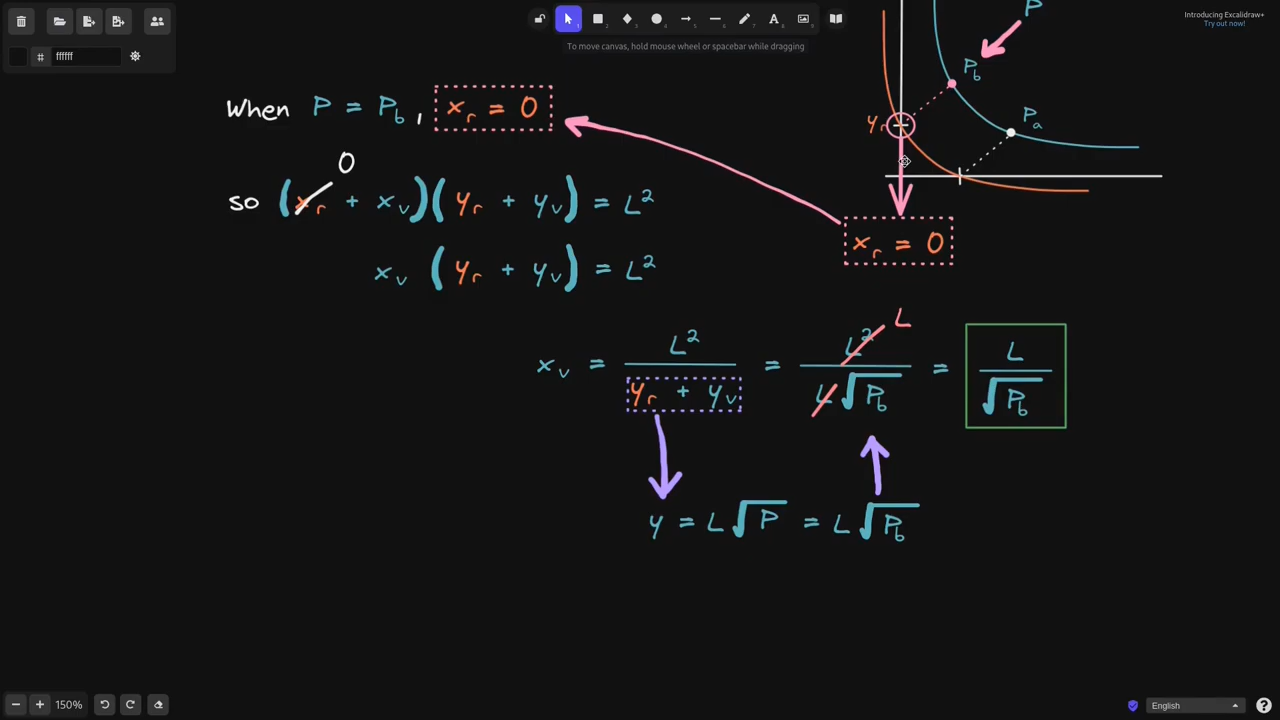 Introducing Excalidraw+
Try out now!
# ffffff
To move canvas, hold mouse wheel or spacebar while dragging
P
P_b
P_a
y_r
When P = P_b, x_r = 0
0
so (x_r + x_v)(y_r + y_v) = L²
x_r = 0
x_v (y_r + y_v) = L²
L
x_v = L² / (y_r + y_v) = L² / (L√P_b) = L / √P_b
y = L√P = L√P_b
150%
English